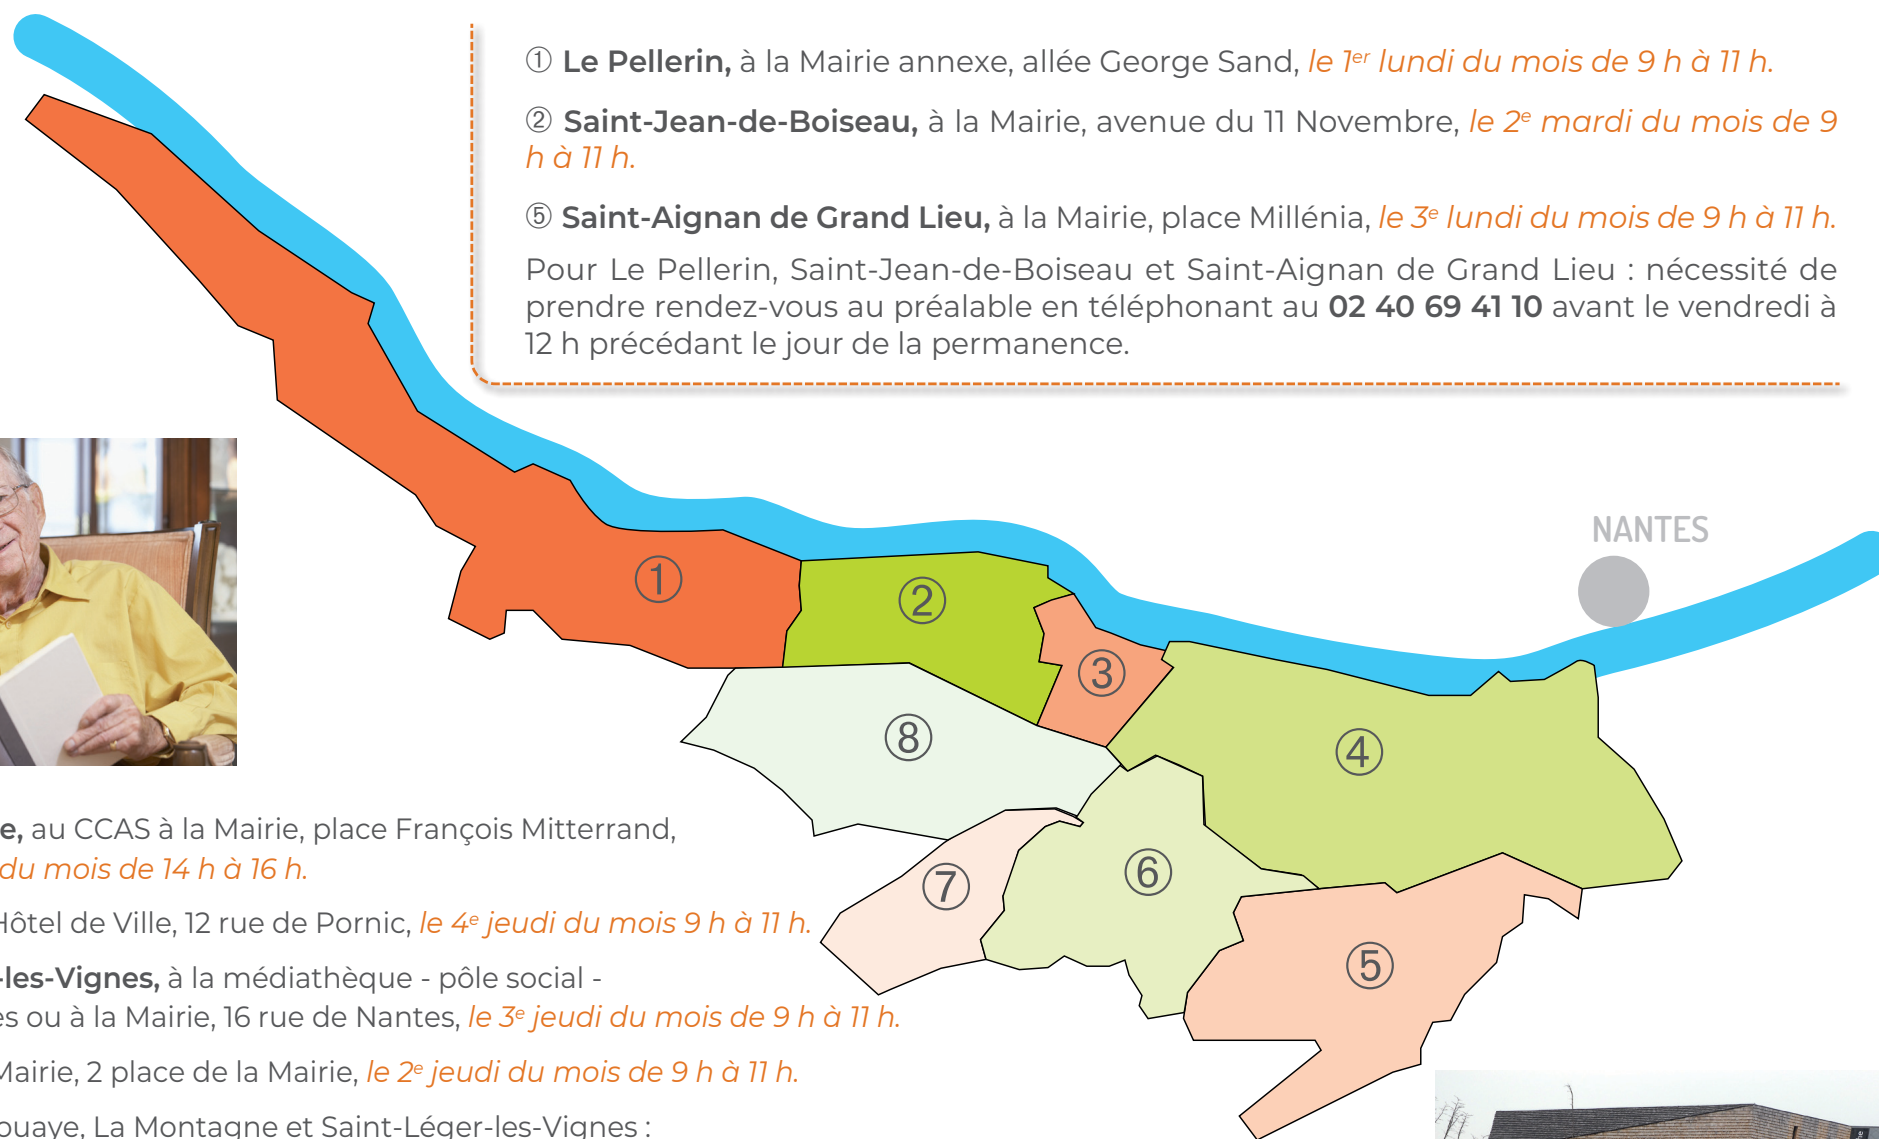 ① Le Pellerin, à la Mairie annexe, allée George Sand, le 1er lundi du mois de 9 h à 11 h.
② Saint-Jean-de-Boiseau, à la Mairie, avenue du 11 Novembre, le 2e mardi du mois de 9
h à 11 h.
⑤ Saint-Aignan de Grand Lieu, à la Mairie, place Millénia, le 3e lundi du mois de 9 h à 11 h.
Pour Le Pellerin, Saint-Jean-de-Boiseau et Saint-Aignan de Grand Lieu : nécessité de
prendre rendez-vous au préalable en téléphonant au 02 40 69 41 10 avant le vendredi à
12 h précédant le jour de la permanence.
NANTES
①
②
③
④
⑧
⑦
⑥
⑤
e, au CCAS à la Mairie, place François Mitterrand,
du mois de 14 h à 16 h.
Hôtel de Ville, 12 rue de Pornic, le 4e jeudi du mois 9 h à 11 h.
-les-Vignes, à la médiathèque - pôle social -
es ou à la Mairie, 16 rue de Nantes, le 3e jeudi du mois de 9 h à 11 h.
Mairie, 2 place de la Mairie, le 2e jeudi du mois de 9 h à 11 h.
ouaye, La Montagne et Saint-Léger-les-Vignes :